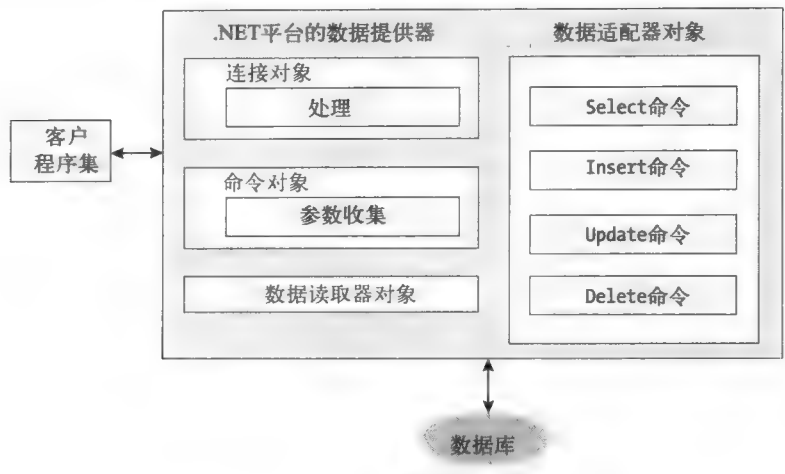 .NET平台的数据提供器
数据适配器对象
连接对象
处理
客户
程序集
命令对象
参数收集
数据读取器对象
Select命令
Insert命令
Update命令
Delete命令
数据库